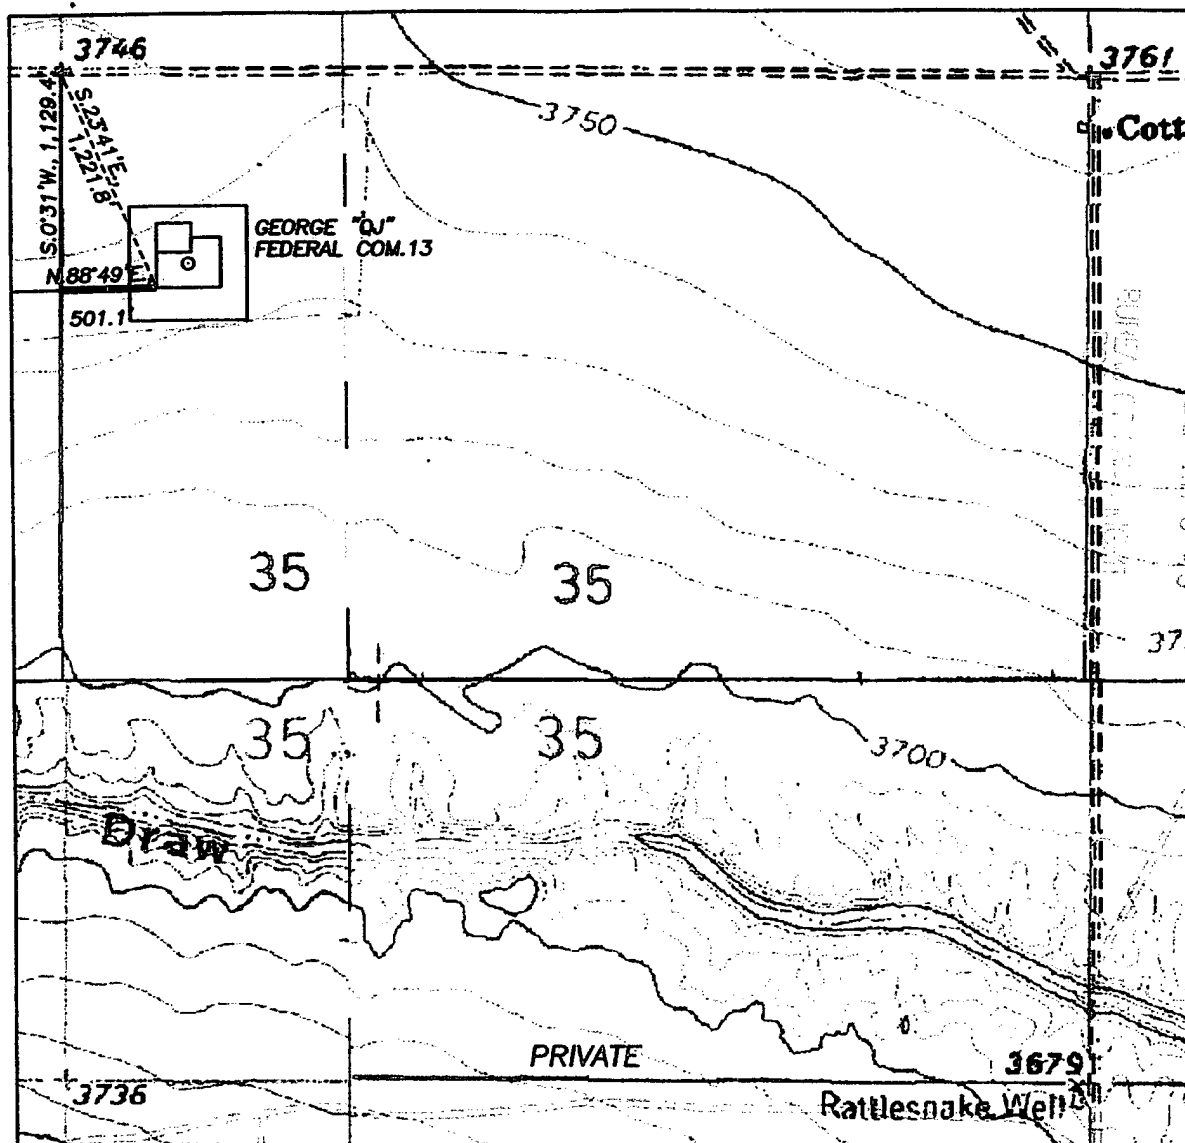 3746
3761
3750
Cott
S.0°31'W., 1,129.4
S.23°41'E.,
1,221.8
GEORGE "QJ"
FEDERAL COM.13
N.88°49'E.
501.1
35
35
35
35
3700
Draw
PRIVATE
3679
3736
Rattlesnake Well